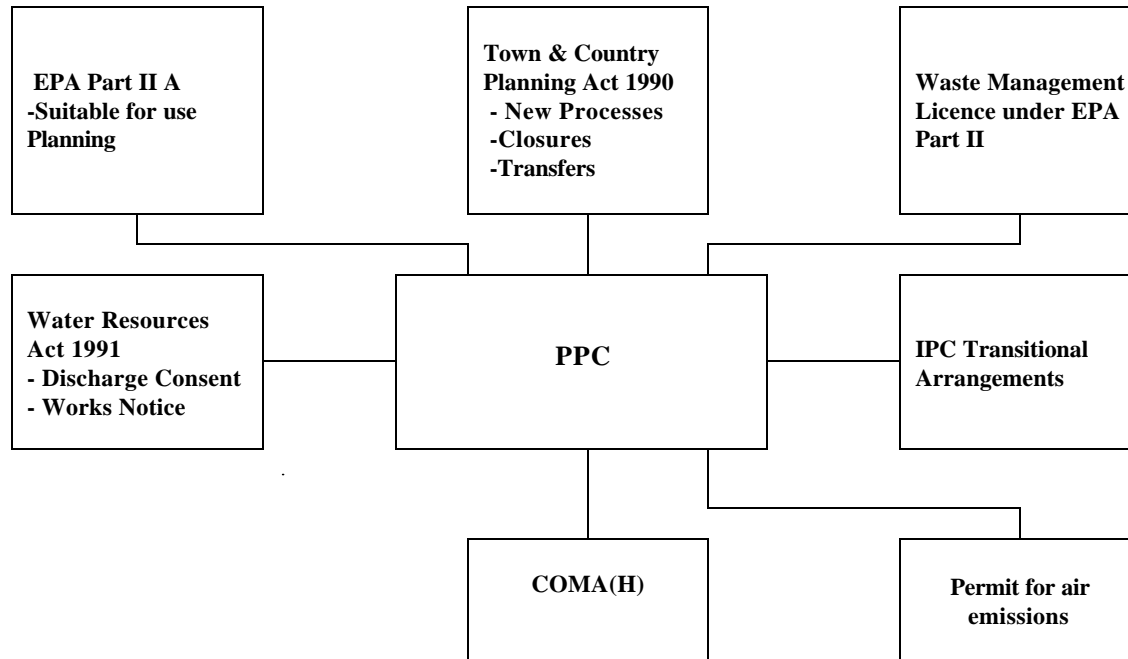 EPA Part II A
-Suitable for use
Planning
Town & Country
Planning Act 1990
- New Processes
-Closures
-Transfers
Waste Management
Licence under EPA
Part II
Water Resources
Act 1991
- Discharge Consent
- Works Notice
PPC
IPC Transitional
Arrangements
COMA(H)
Permit for air
emissions